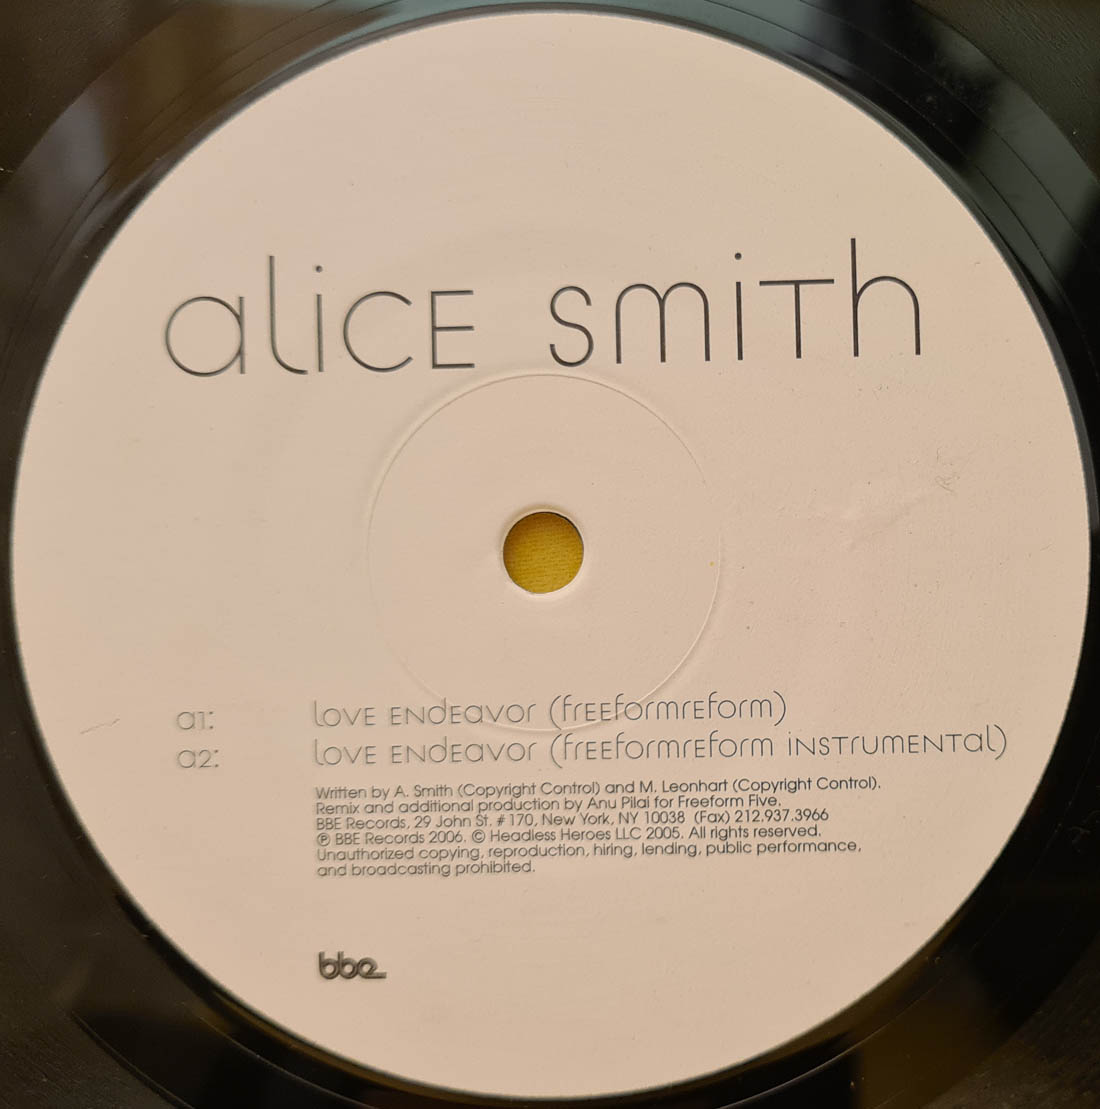 alice smith
a1: love endeavor (freeformreform)
a2: love endeavor (freeformreform instrumental)
Written by A. Smith (Copyright Control) and M. Leonhart (Copyright Control).
Remix and additional production by Anu Pilai for Freeform Five.
BBE Records, 29 John St. # 170, New York, NY 10038 (Fax) 212.937.3966
℗ BBE Records 2006. © Headless Heroes LLC 2005. All rights reserved.
Unauthorized copying, reproduction, hiring, lending, public performance,
and broadcasting prohibited.
bbe